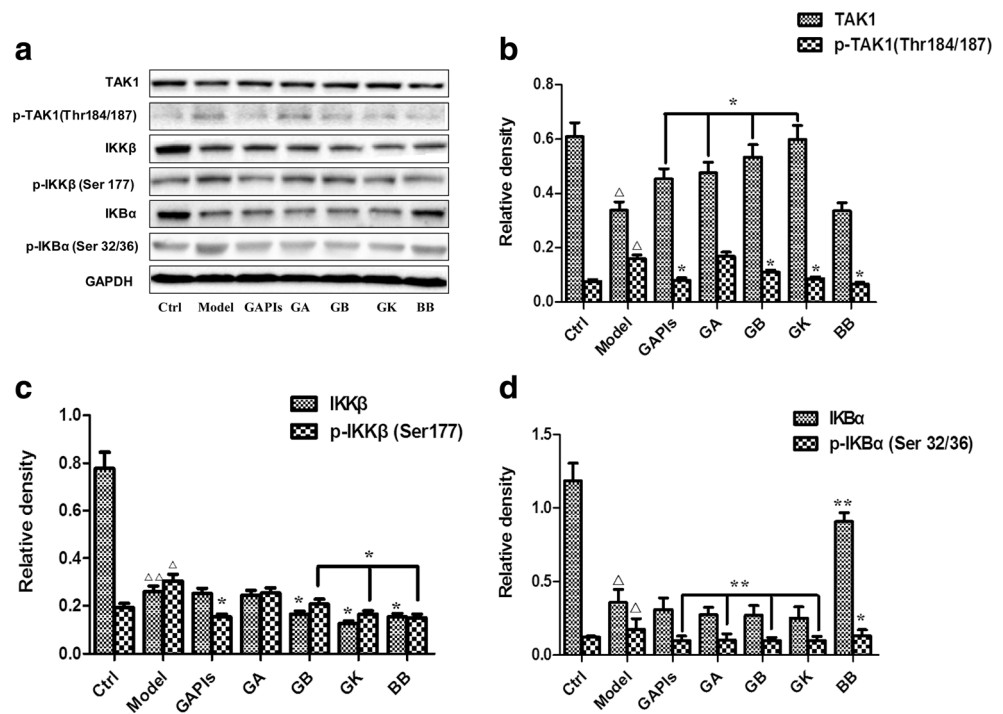 a
TAK1
p-TAK1(Thr184/187)
IKKβ
p-IKKβ (Ser 177)
IKBα
p-IKBα (Ser 32/36)
GAPDH
Ctrl Model GAPIs GA GB GK BB
b
TAK1
p-TAK1(Thr184/187)
Relative density
0.8
0.6
0.4
0.2
0.0
*
△
△
*
*
*
*
Ctrl Model GAPIs GA GB GK BB
c
IKKβ
p-IKKβ (Ser177)
Relative density
1.0
0.8
0.6
0.4
0.2
0.0
△△
△
*
*
*
*
*
Ctrl Model GAPIs GA GB GK BB
d
IKBα
p-IKBα (Ser 32/36)
Relative density
1.5
1.0
0.5
0.0
△
△
**
**
*
Ctrl Model GAPIs GA GB GK BB